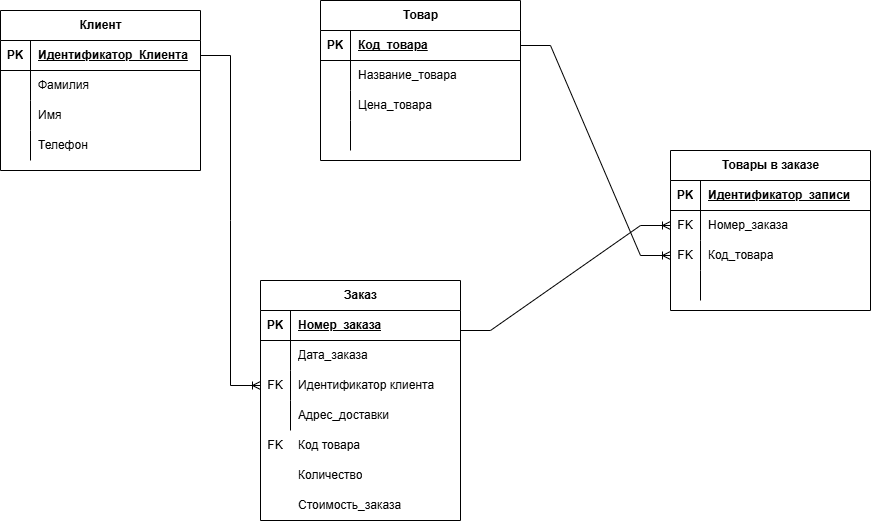 Клиент
PK Идентификатор_Клиента
Фамилия
Имя
Телефон
Товар
PK Код_товара
Название_товара
Цена_товара
Товары в заказе
PK Идентификатор_записи
FK Номер_заказа
FK Код_товара
Заказ
PK Номер_заказа
Дата_заказа
FK Идентификатор клиента
Адрес_доставки
FK Код товара
Количество
Стоимость_заказа